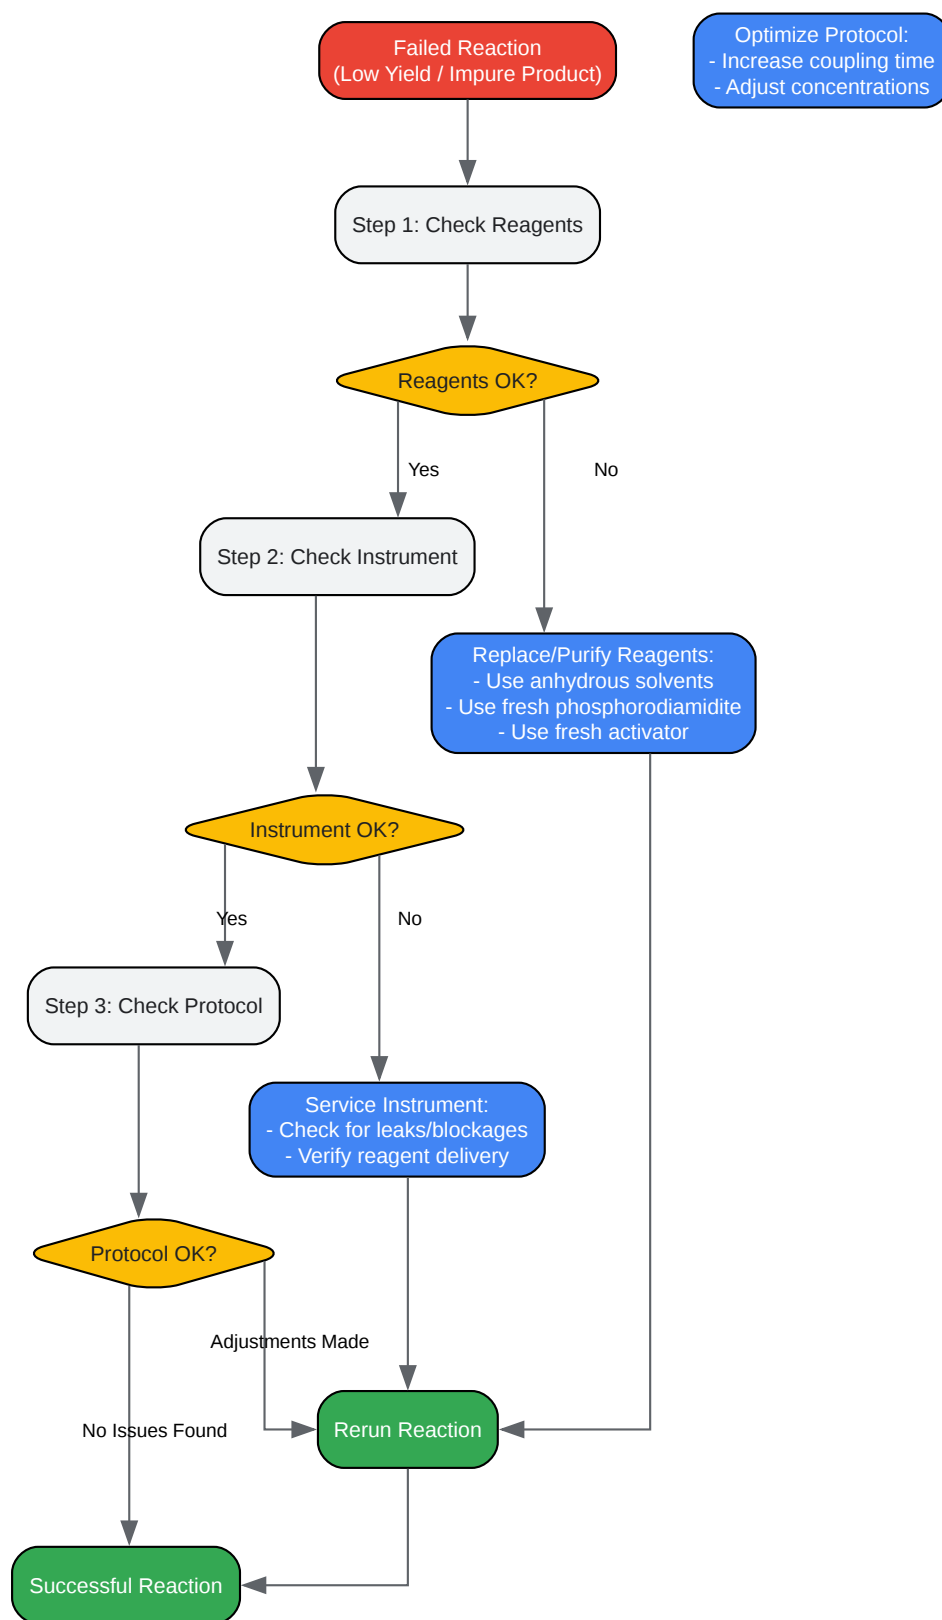 Failed Reaction
(Low Yield / Impure Product)
Optimize Protocol:
- Increase coupling time
- Adjust concentrations
Step 1: Check Reagents
Reagents OK?
Yes
No
Step 2: Check Instrument
Replace/Purify Reagents:
- Use anhydrous solvents
- Use fresh phosphorodiamidite
- Use fresh activator
Instrument OK?
Yes
No
Step 3: Check Protocol
Service Instrument:
- Check for leaks/blockages
- Verify reagent delivery
Protocol OK?
Adjustments Made
No Issues Found
Rerun Reaction
Successful Reaction